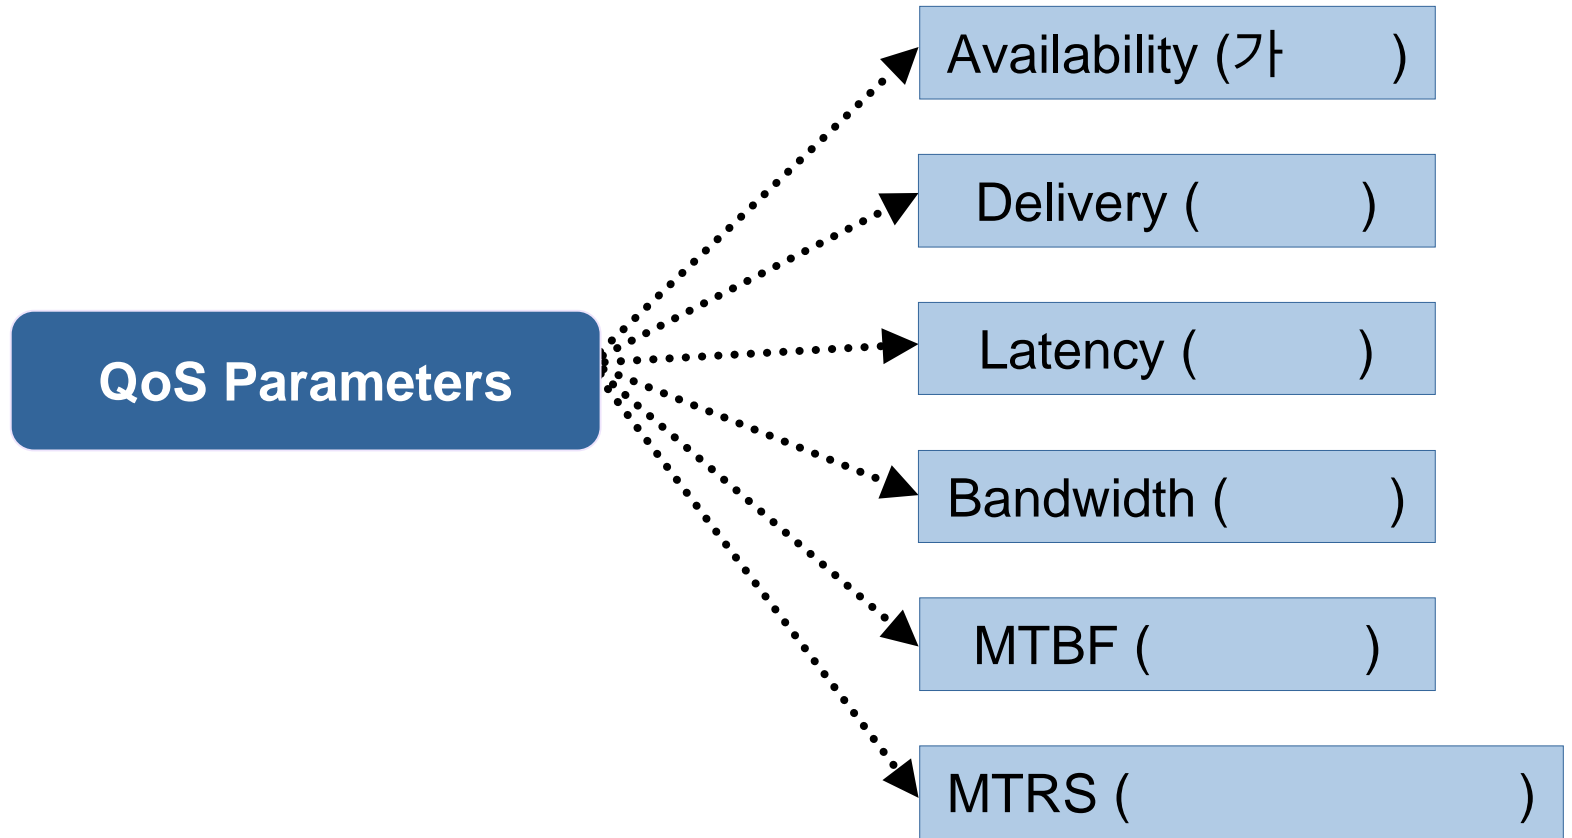 Availability (가 )
Delivery ( )
Latency ( )
QoS Parameters
Bandwidth ( )
MTBF ( )
MTRS ( )